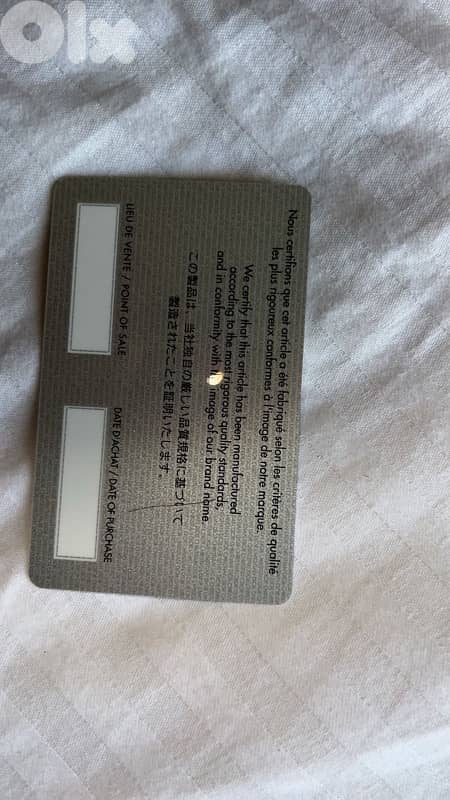 OLX
Nous certifions que cet article a été fabriqué selon les critères de qualité
les plus rigoureux conformes à l'image de notre marque.
We certify that this article has been manufactured
according to the most rigorous quality standards,
and in conformity with image of our brand name.
この製品は、当社独自の厳しい品質規格に基づいて
製造されたことを証明いたします。
LIEU DE VENTE / POINT OF SALE
DATE D'ACHAT / DATE OF PURCHASE